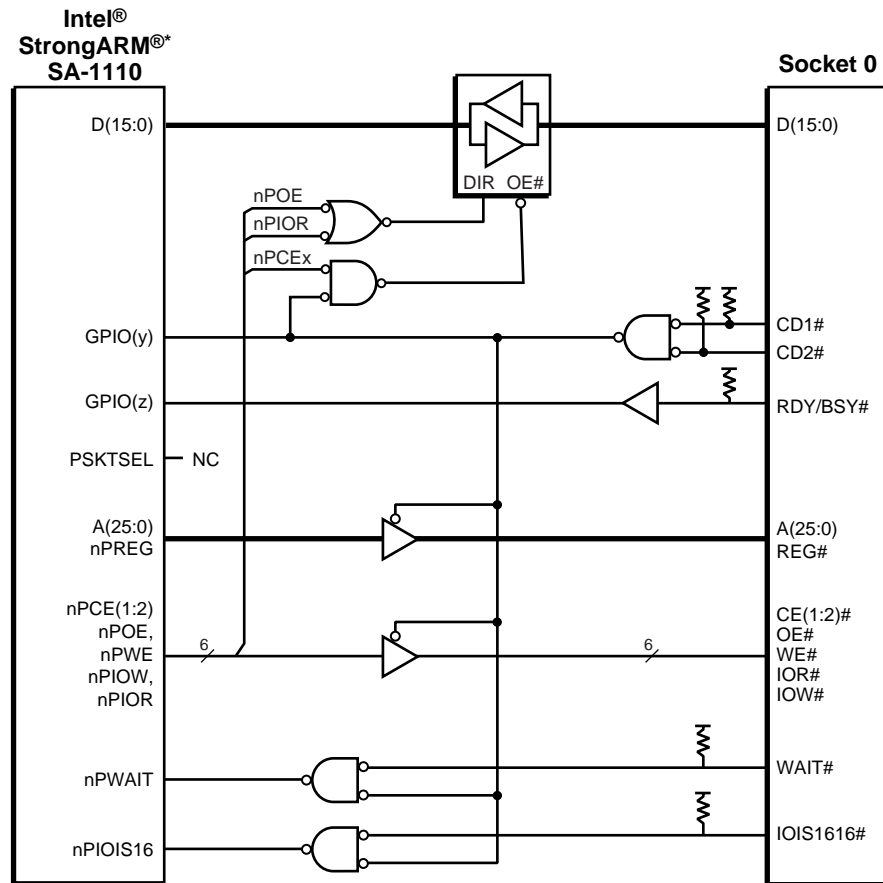 Intel®
StrongARM®*
SA-1110
Socket 0
D(15:0)
D(15:0)
DIR OE#
nPOE
nPIOR
nPCEx
CD1#
GPIO(y)
CD2#
GPIO(z)
RDY/BSY#
PSKTSEL
NC
A(25:0)
nPREG
A(25:0)
REG#
nPCE(1:2)
nPOE,
nPWE
nPIOW,
nPIOR
6
6
CE(1:2)#
OE#
WE#
IOR#
IOW#
nPWAIT
WAIT#
nPIOIS16
IOIS1616#